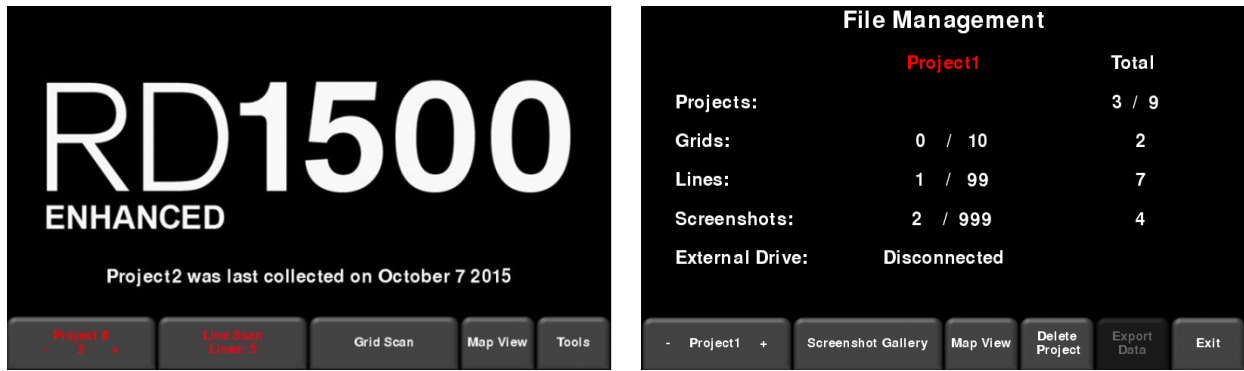 RD1500
ENHANCED
Project2 was last collected on October 7 2015
Project #
- 2 +
Line Scan
Lines: 5
Grid Scan
Map View
Tools
File Management
Project1 Total
Projects: 3 / 9
Grids: 0 / 10 2
Lines: 1 / 99 7
Screenshots: 2 / 999 4
External Drive: Disconnected
- Project1 +
Screenshot Gallery
Map View
Delete
Project
Export
Data
Exit